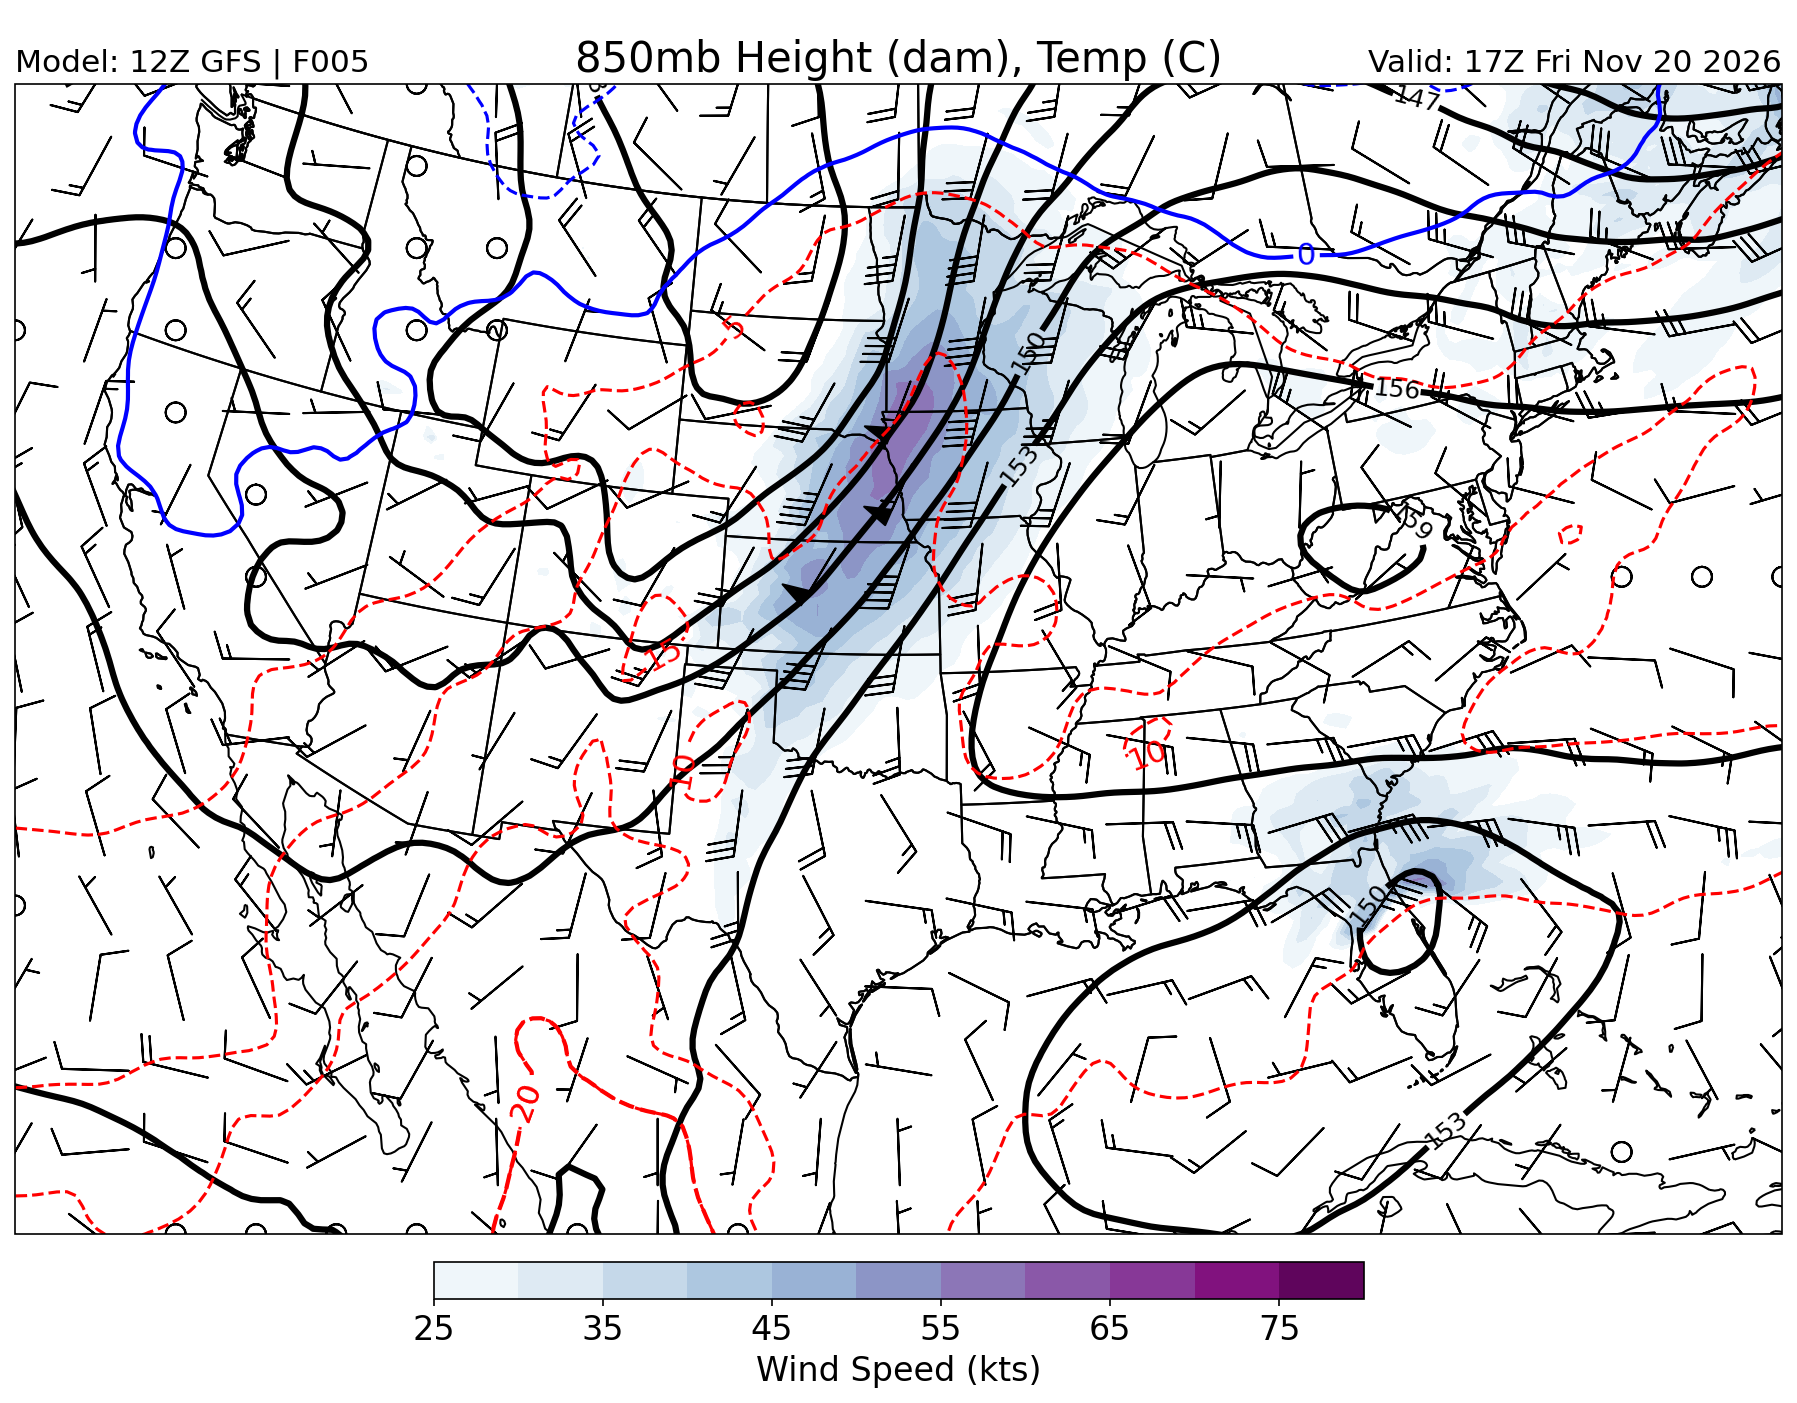 Model: 12Z GFS | F005
850mb Height (dam), Temp (C)
Valid: 17Z Fri Nov 20 2026
147
0
5
150
156
153
159
15
10
10
150
20
153
25 35 45 55 65 75
Wind Speed (kts)